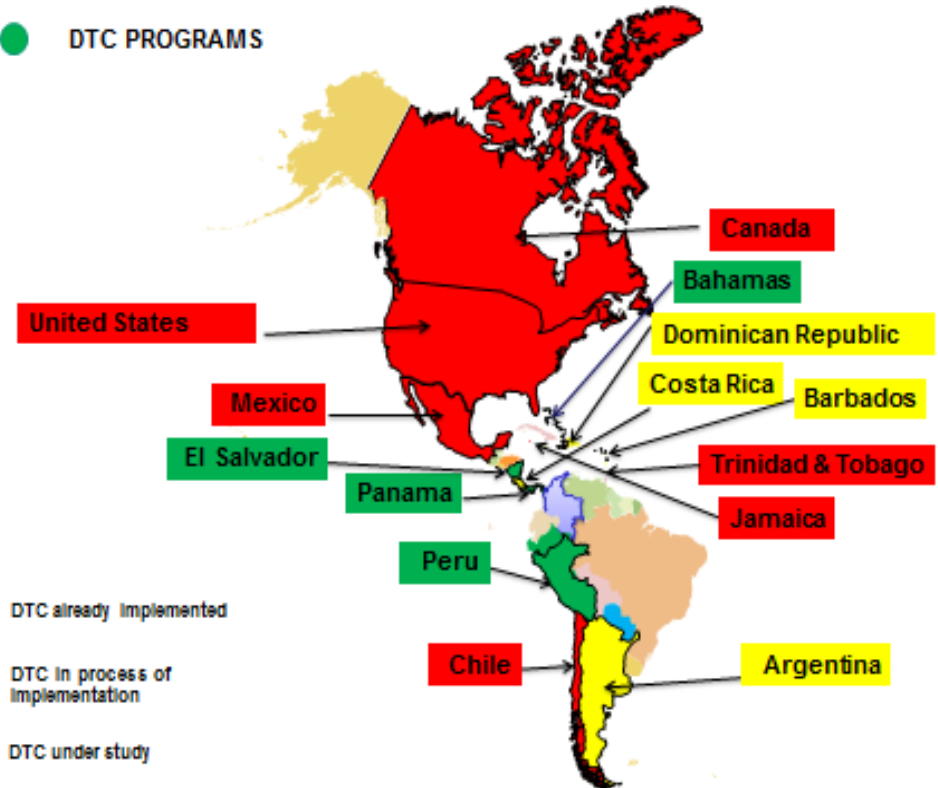 DTC PROGRAMS
Canada
Bahamas
United States
Dominican Republic
Costa Rica
Mexico
Barbados
El Salvador
Trinidad & Tobago
Panama
Jamaica
Peru
DTC already implemented
Chile
Argentina
DTC in process of
implementation
DTC under study